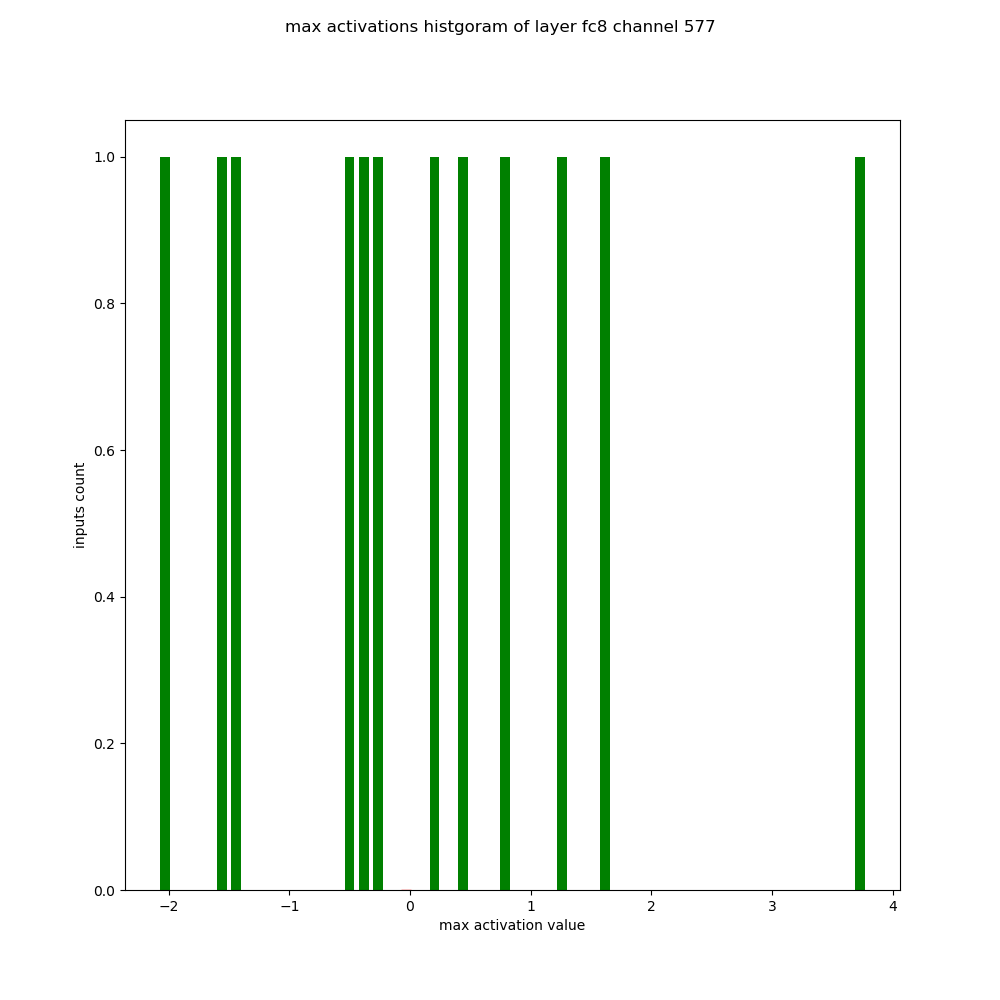 max activations histgoram of layer fc8 channel 577
1.0
0.8
0.6
0.4
0.2
0.0
inputs count
−2 −1 0 1 2 3 4
max activation value